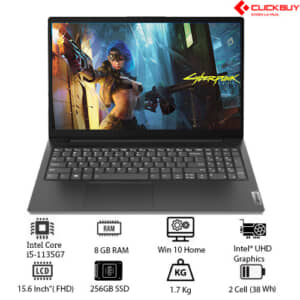 CLICKBUY
CYBERPUNK
Intel Core
i5-1135G7
RAM
8 GB RAM
Win 10 Home
Intel® UHD
Graphics
LCD
15.6 Inch"( FHD)
256GB SSD
KG
1.7 Kg
2 Cell (38 Wh)